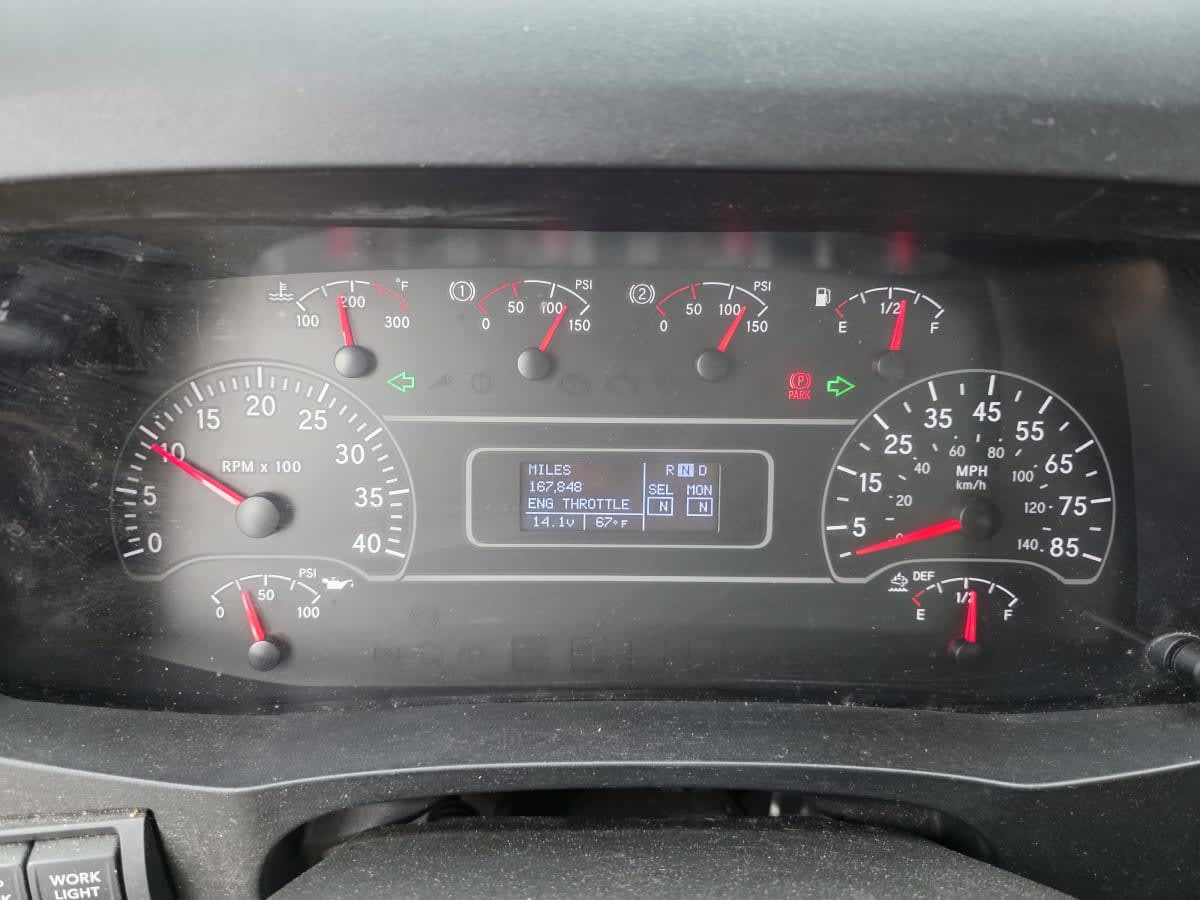 °F
100 200 300
1 PSI
0 50 100 150
2 PSI
0 50 100 150
1/2
E F
P
PARK
0 5 10 15 20 25 30 35 40
RPM x 100
MILES
167,848
ENG THROTTLE
14.1V 67°F
R N D
SEL MON
N N
5 15 25 35 45 55 65 75 85
MPH
km/h
0 20 40 60 80 100 120 140
PSI
0 50 100
DEF
1/2
E F
WORK
LIGHT